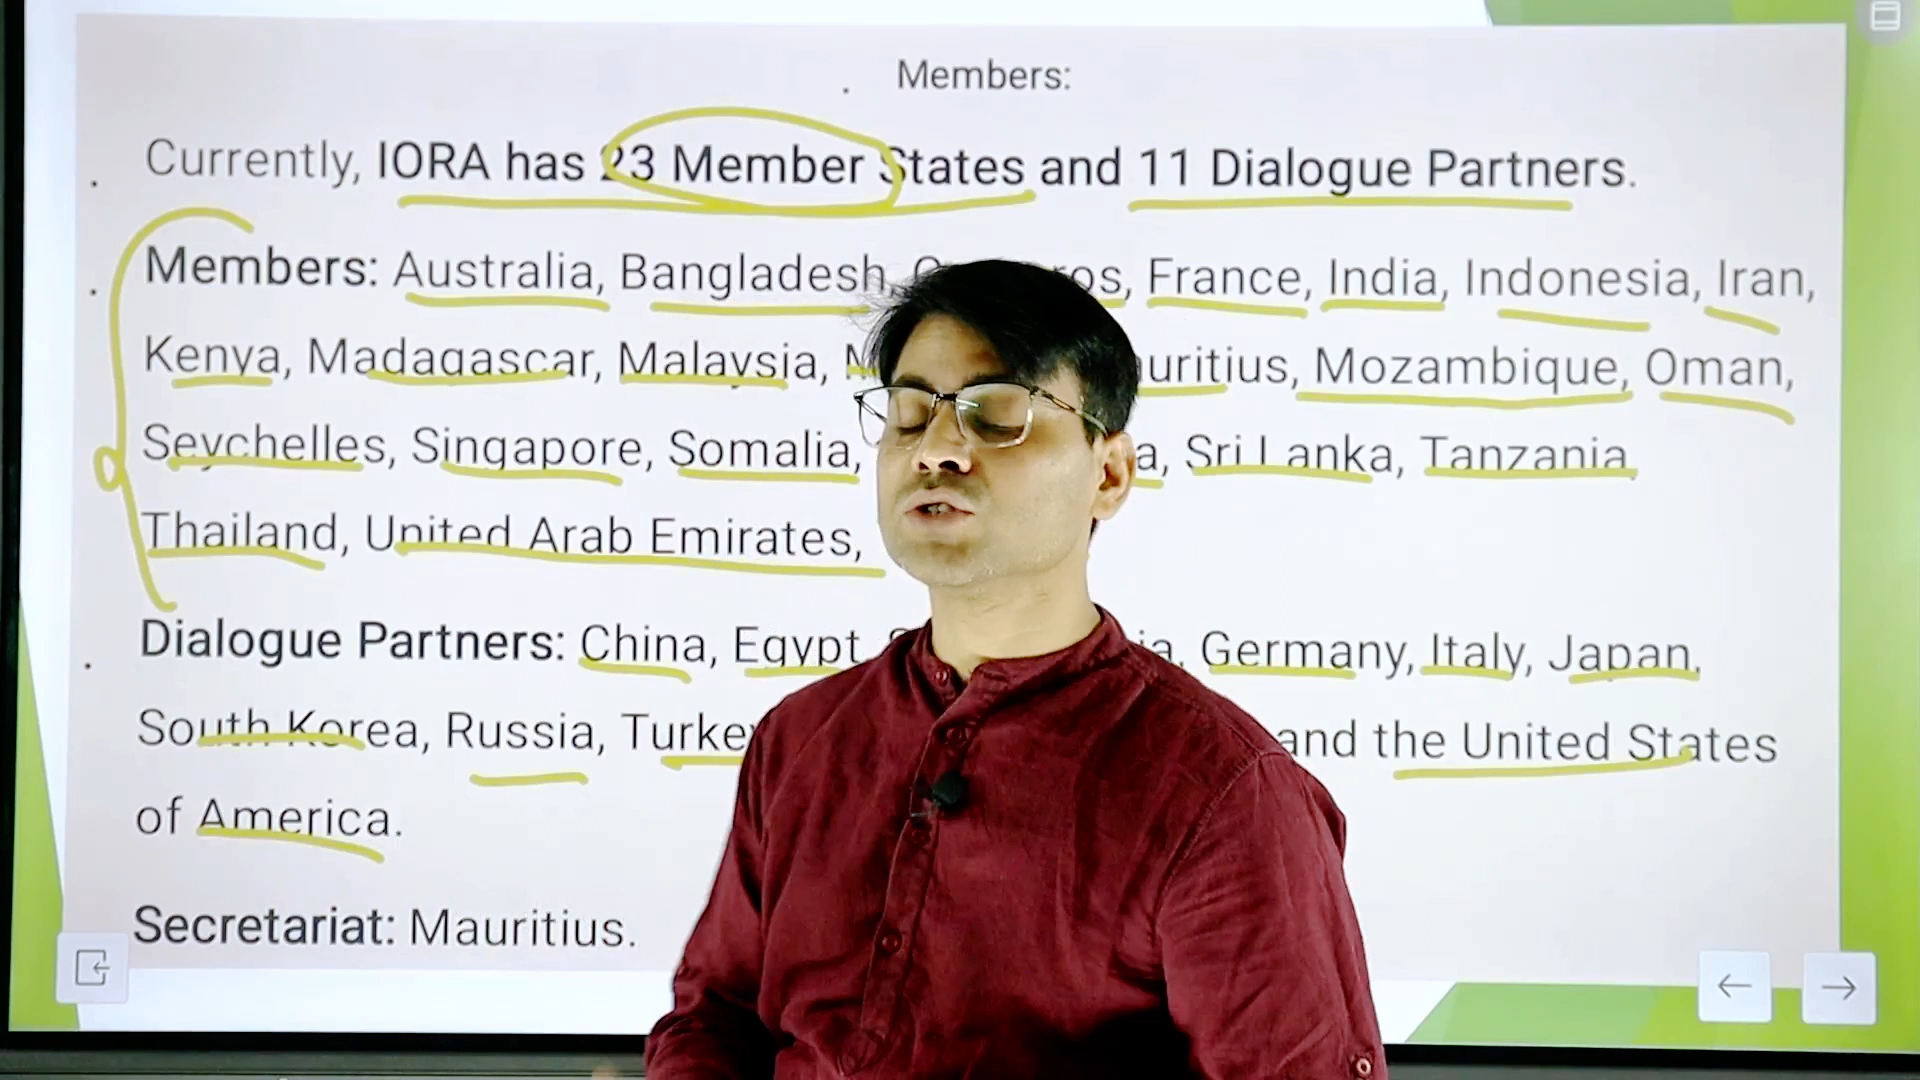 Members:
Currently, IORA has 23 Member States and 11 Dialogue Partners.
Members: Australia, Bangladesh, France, India, Indonesia, Iran,
Kenya, Madagascar, Malaysia, Mozambique, Oman,
Seychelles, Singapore, Somalia, Sri Lanka, Tanzania
Thailand, United Arab Emirates,
Dialogue Partners: China, Egypt Germany, Italy, Japan,
South Korea, Russia, and the United States
of America.
Secretariat: Mauritius.